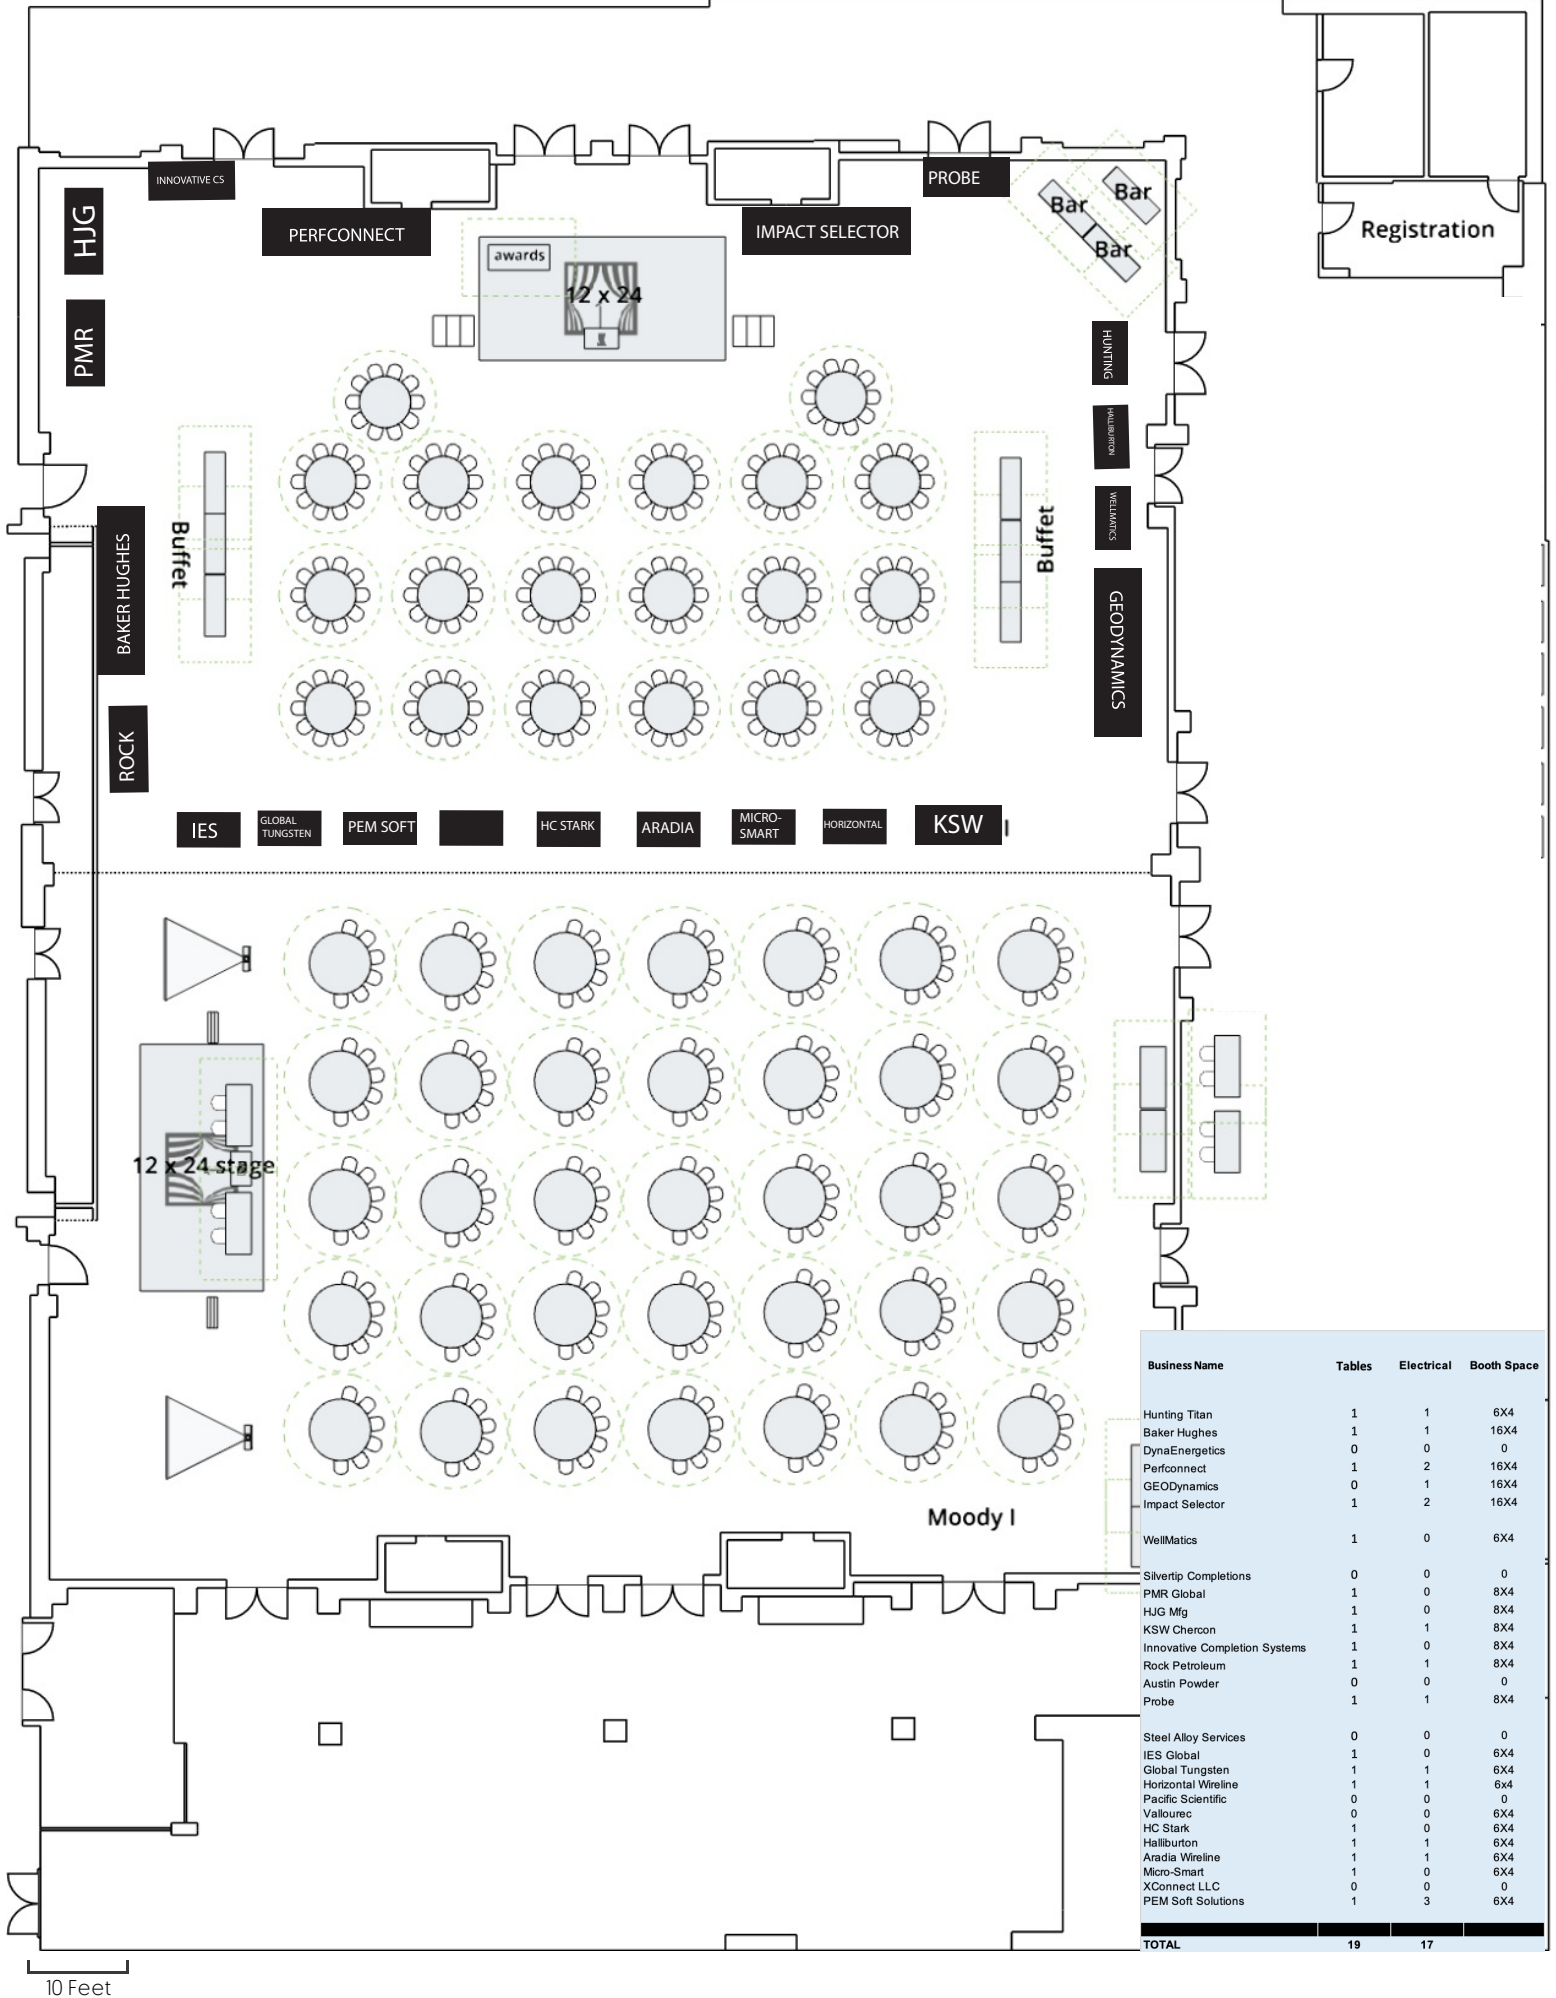 INNOVATIVE CS
PROBE
HJG
PERFCONNECT
IMPACT SELECTOR
Bar
Bar
Bar
Registration
awards
12 x 24
PMR
HUNTING
HALLIBURTON
WELLMATICS
Buffet
Buffet
BAKER HUGHES
GEODYNAMICS
ROCK
IES
GLOBAL
TUNGSTEN
PEM SOFT
HC STARK
ARADIA
MICRO-
SMART
HORIZONTAL
KSW
12 x 24 stage
Moody I
Business Name Tables Electrical Booth Space
Hunting Titan 1 1 6X4
Baker Hughes 1 1 16X4
DynaEnergetics 0 0 0
Perfconnect 1 2 16X4
GEODynamics 0 1 16X4
Impact Selector 1 2 16X4
WellMatics 1 0 6X4
Silvertip Completions 0 0 0
PMR Global 1 0 8X4
HJG Mfg 1 0 8X4
KSW Chercon 1 1 8X4
Innovative Completion Systems 1 0 8X4
Rock Petroleum 1 1 8X4
Austin Powder 0 0 0
Probe 1 1 8X4
Steel Alloy Services 0 0 0
IES Global 1 0 6X4
Global Tungsten 1 1 6X4
Horizontal Wireline 1 1 6x4
Pacific Scientific 0 0 0
Vallourec 0 0 6X4
HC Stark 1 0 6X4
Halliburton 1 1 6X4
Aradia Wireline 1 1 6X4
Micro-Smart 1 0 6X4
XConnect LLC 0 0 0
PEM Soft Solutions 1 3 6X4
TOTAL 19 17
10 Feet